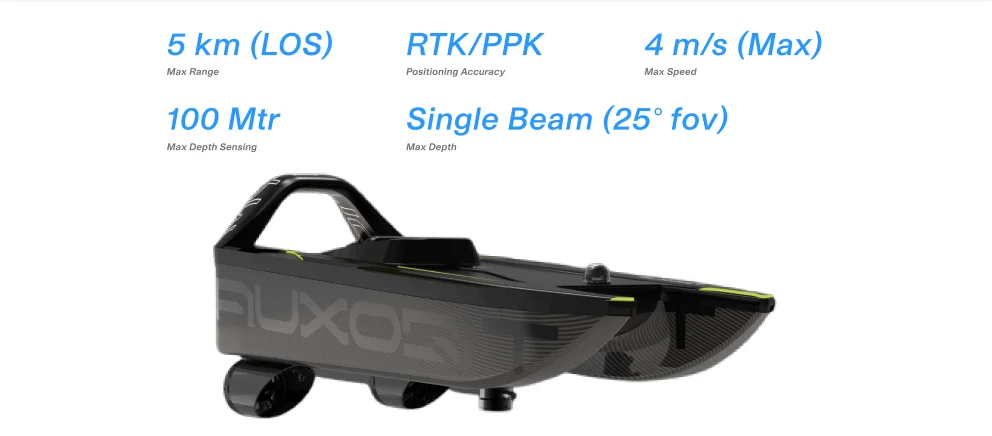 5 km (LOS)
Max Range
RTK/PPK
Positioning Accuracy
4 m/s (Max)
Max Speed
100 Mtr
Max Depth Sensing
Single Beam (25° fov)
Max Depth
AUXOS